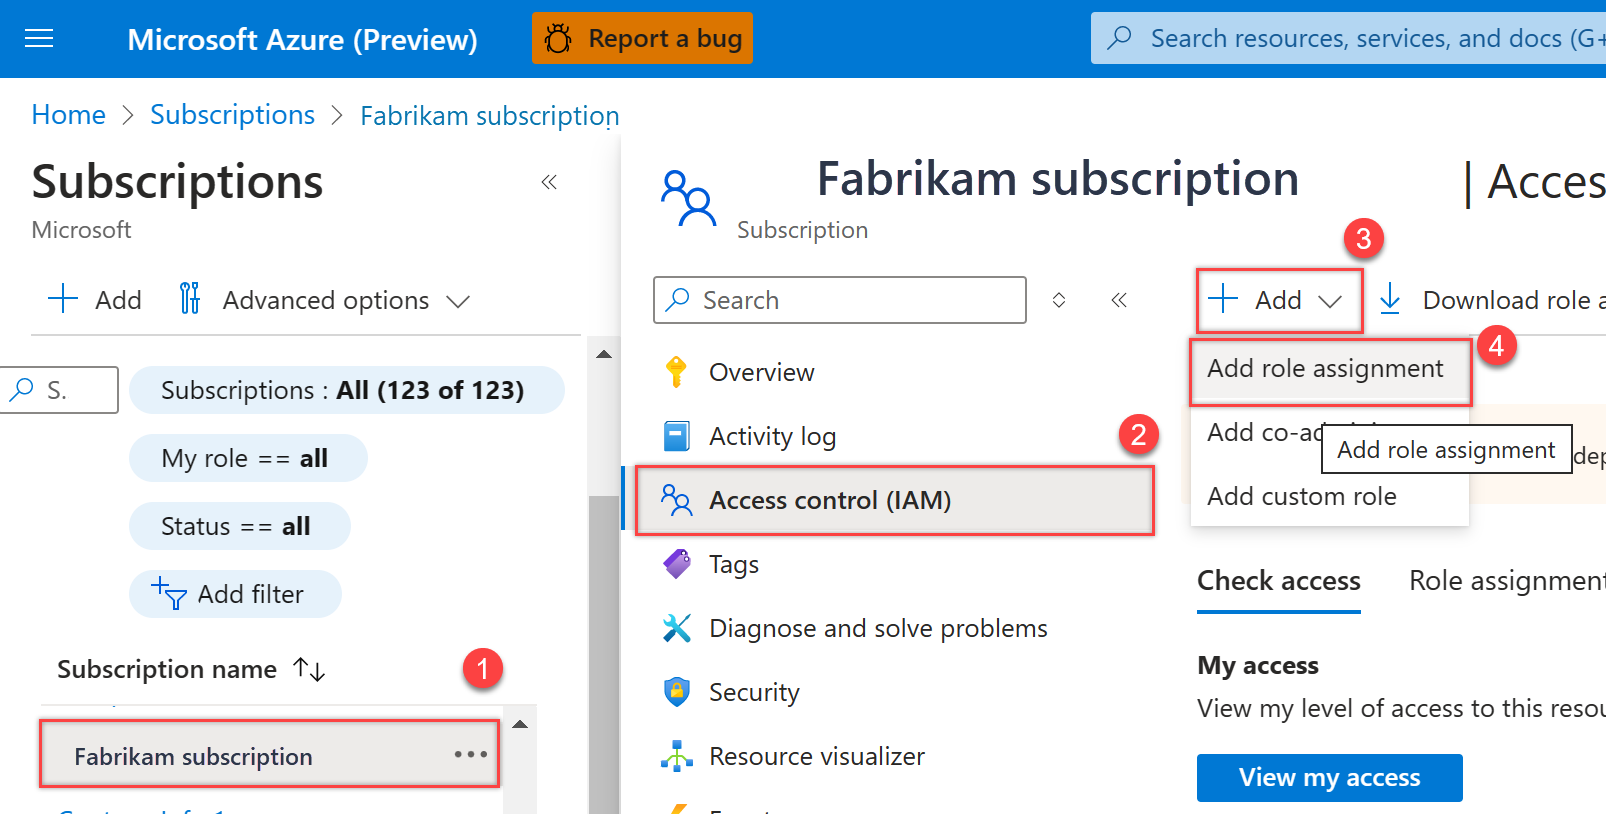 Microsoft Azure (Preview)
Report a bug
Search resources, services, and docs (G+
Home > Subscriptions > Fabrikam subscription
Subscriptions
Microsoft
Add
Advanced options
S.
Subscriptions : All (123 of 123)
My role == all
Status == all
Add filter
Subscription name
1
Fabrikam subscription
Fabrikam subscription
| Acces
Subscription
Search
Overview
Activity log
2
Access control (IAM)
Tags
Diagnose and solve problems
Security
Resource visualizer
3
Add
Download role a
4
Add role assignment
Add co-ad
Add role assignment
dep
Add custom role
Check access
Role assignment
My access
View my level of access to this resou
View my access